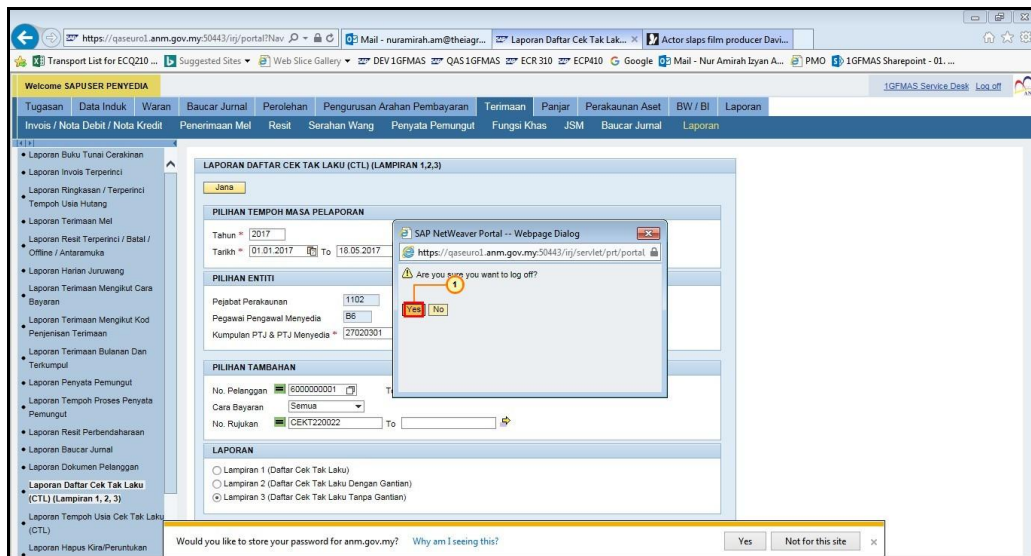 https://qaseuro1.anm.gov.my:50443/irj/portal?Nav
Mail - nuramirah.am@theiagr...
Laporan Daftar Cek Tak Lak...
Actor slaps film producer Davi...
Transport List for ECQ210 ...
Suggested Sites
Web Slice Gallery
DEV 1GFMAS
QAS 1GFMAS
ECR 310
ECP410
Google
Mail - Nur Amirah Izyan A...
PMO
1GFMAS Sharepoint - 01. ...
Welcome SAPUSER PENYEDIA
1GFMAS Service Desk Log off
Tugasan Data Induk Waran Baucar Jurnal Perolehan Pengurusan Arahan Pembayaran Terimaan Panjar Perakaunan Aset BW / BI Laporan
Invois / Nota Debit / Nota Kredit Penerimaan Mel Resit Serahan Wang Penyata Pemungut Fungsi Khas JSM Baucar Jurnal Laporan
Laporan Buku Tunai Cerakinan
Laporan Invois Terperinci
Laporan Ringkasan / Terperinci
Tempoh Usia Hutang
Laporan Terimaan Mel
Laporan Resit Terperinci / Batal /
Offline / Antaramuka
Laporan Harian Juruwang
Laporan Terimaan Mengikut Cara
Bayaran
Laporan Terimaan Mengikut Kod
Penjenisan Terimaan
Laporan Terimaan Bulanan Dan
Terkumpul
Laporan Penyata Pemungut
Laporan Tempoh Proses Penyata
Pemungut
Laporan Resit Perbendaharaan
Laporan Baucar Jurnal
Laporan Dokumen Pelanggan
Laporan Daftar Cek Tak Laku
(CTL) (Lampiran 1, 2, 3)
Laporan Tempoh Usia Cek Tak Laku
(CTL)
Laporan Hapus Kira/Peruntukan
LAPORAN DAFTAR CEK TAK LAKU (CTL) (LAMPIRAN 1,2,3)
Jana
PILIHAN TEMPOH MASA PELAPORAN
Tahun * 2017
Tarikh * 01.01.2017 To 18.05.2017
PILIHAN ENTITI
Pejabat Perakaunan 1102
Pegawai Pengawal Menyedia B6
Kumpulan PTJ & PTJ Menyedia * 27020301
PILIHAN TAMBAHAN
No. Pelanggan 6000000001
Cara Bayaran Semua
No. Rujukan CEKT220022 To
LAPORAN
Lampiran 1 (Daftar Cek Tak Laku)
Lampiran 2 (Daftar Cek Tak Laku Dengan Gantian)
Lampiran 3 (Daftar Cek Tak Laku Tanpa Gantian)
SAP NetWeaver Portal -- Webpage Dialog
https://qaseuro1.anm.gov.my:50443/irj/servlet/prt/portal
Are you sure you want to log off?
1
Yes No
Would you like to store your password for anm.gov.my? Why am I seeing this? Yes Not for this site